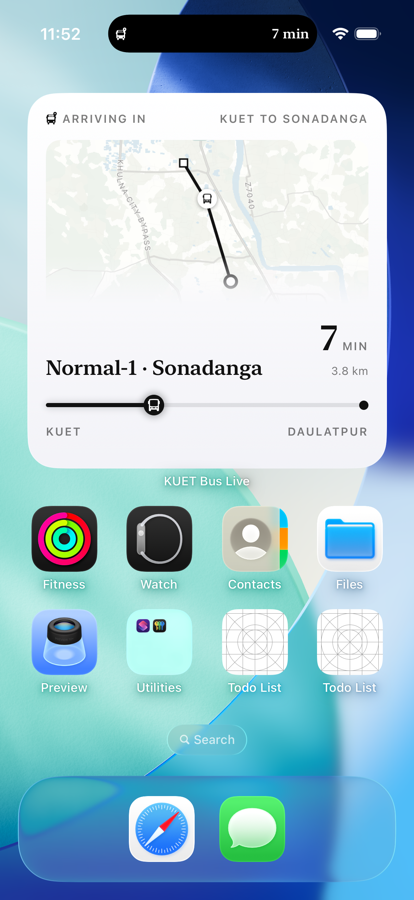 11:52
7 min
ARRIVING IN
KUET TO SONADANGA
KHULNA CITY BYPASS
Z7040
7 MIN
Normal-1 · Sonadanga
3.8 km
KUET
DAULATPUR
KUET Bus Live
Fitness
Watch
Contacts
Files
Preview
Utilities
Todo List
Todo List
Search